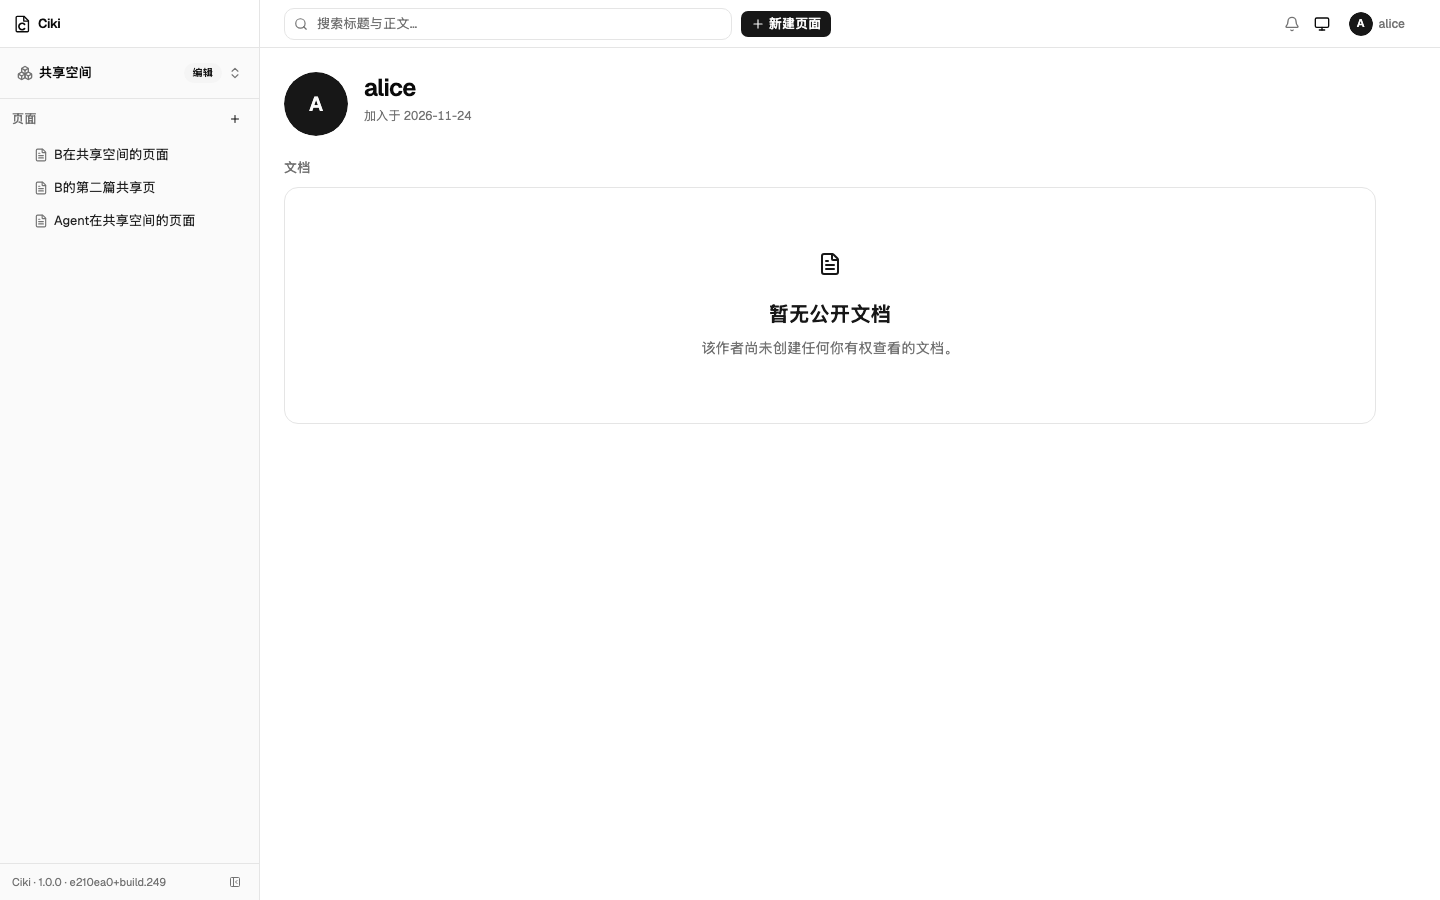 Ciki
搜索标题与正文...
新建页面
A
alice
共享空间
编辑
页面
B在共享空间的页面
B的第二篇共享页
Agent在共享空间的页面
A
alice
加入于 2026-11-24
文档
暂无公开文档
该作者尚未创建任何你有权查看的文档。
Ciki · 1.0.0 · e210ea0+build.249